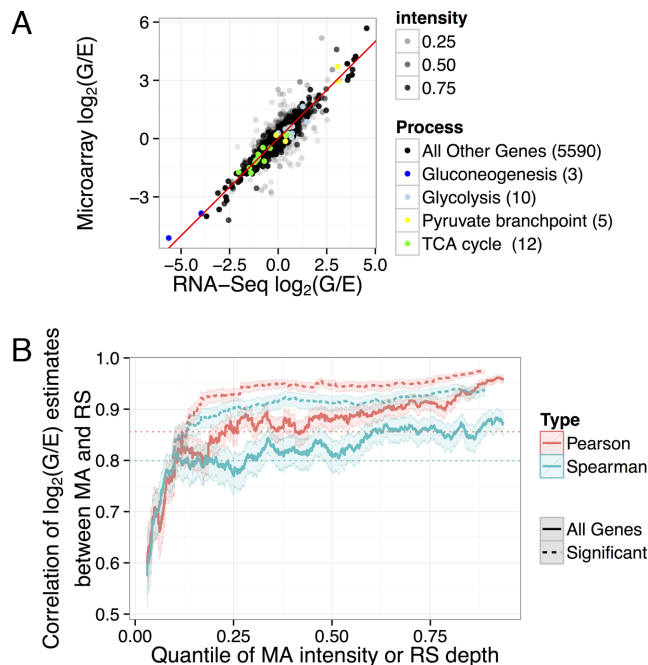 A
Microarray log2(G/E)
6
3
0
−3
−5.0 −2.5 0.0 2.5 5.0
RNA−Seq log2(G/E)
intensity
0.25
0.50
0.75
Process
All Other Genes (5590)
Gluconeogenesis (3)
Glycolysis (10)
Pyruvate branchpoint (5)
TCA cycle (12)
B
Correlation of log2(G/E) estimates
between MA and RS
1.0
0.9
0.8
0.7
0.6
0.5
0.00 0.25 0.50 0.75
Quantile of MA intensity or RS depth
Type
Pearson
Spearman
All Genes
Significant